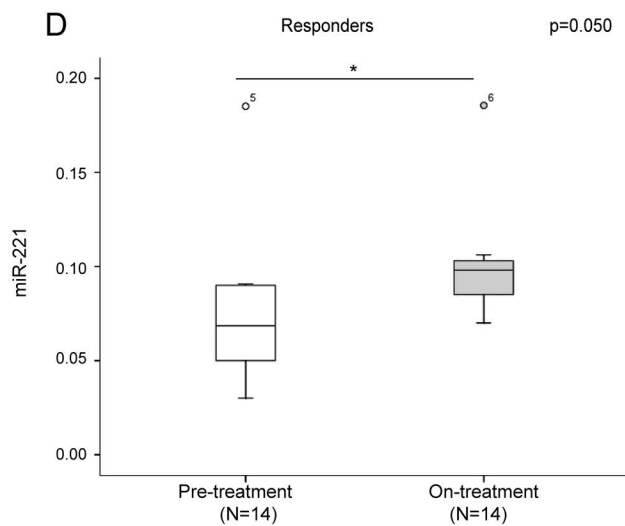 D
Responders
p=0.050
miR-221
0.20
*
5
6
0.15
0.10
0.05
0.00
Pre-treatment
(N=14)
On-treatment
(N=14)